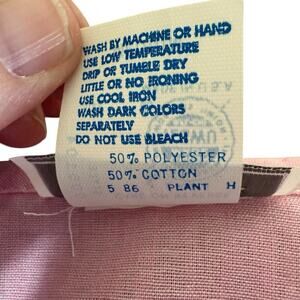 WASH BY MACHINE OR HAND
USE LOW TEMPERATURE
DRIP OR TUMBLE DRY
LITTLE OR NO IRONING
USE COOL IRON
WASH DARK COLORS
SEPARATELY
DO NOT USE BLEACH
50% POLYESTER
50% COTTON
5 86 PLANT H